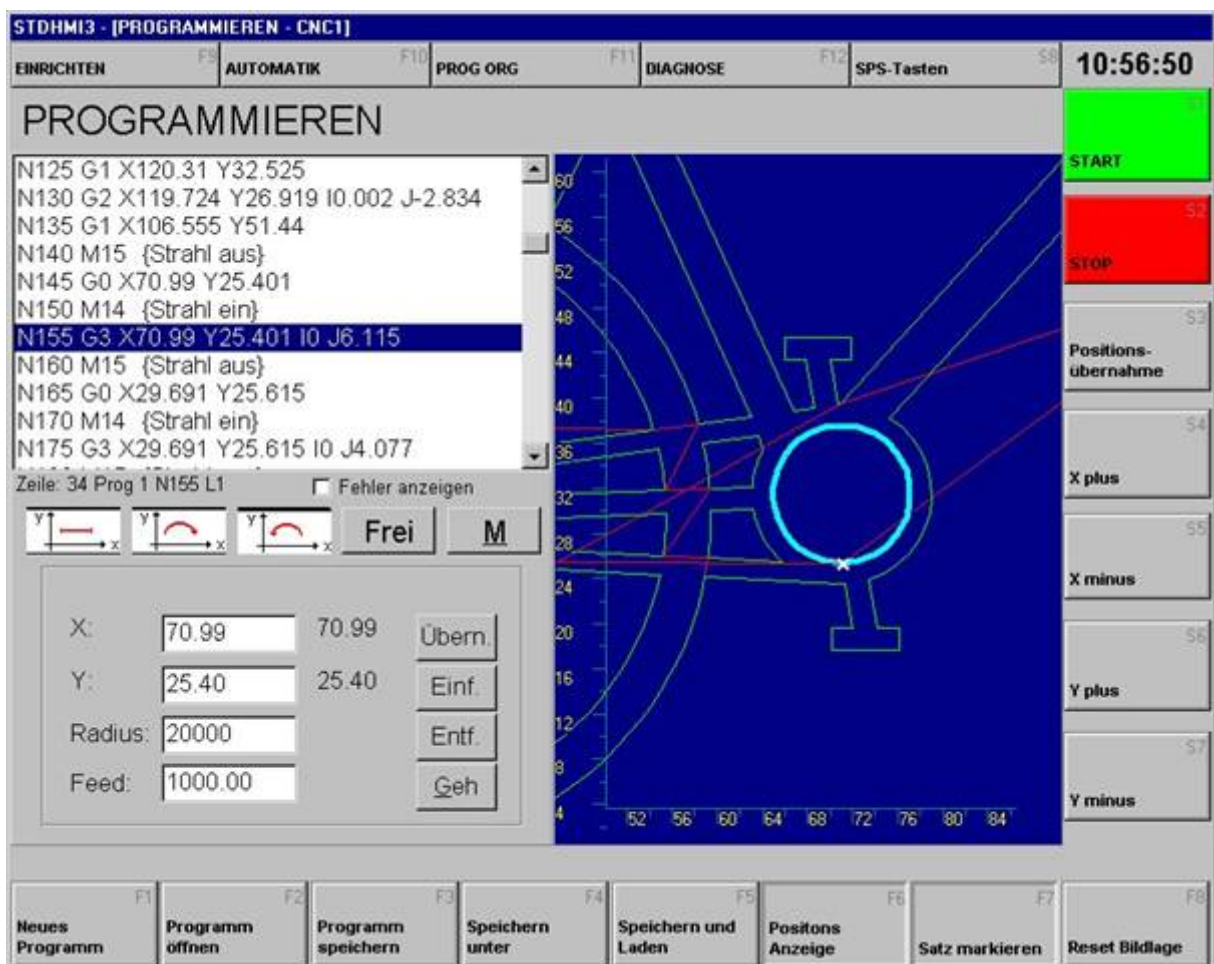 STDHMI3 - [PROGRAMMIEREN - CNC1]
EINRICHTEN F9 AUTOMATIK F10 PROG ORG F11 DIAGNOSE F12 SPS-Tasten S8 10:56:50
PROGRAMMIEREN
N125 G1 X120.31 Y32.525
N130 G2 X119.724 Y26.919 I0.002 J-2.834
N135 G1 X106.555 Y51.44
N140 M15 {Strahl aus}
N145 G0 X70.99 Y25.401
N150 M14 {Strahl ein}
N155 G3 X70.99 Y25.401 I0 J6.115
N160 M15 {Strahl aus}
N165 G0 X29.691 Y25.615
N170 M14 {Strahl ein}
N175 G3 X29.691 Y25.615 I0 J4.077
Zeile: 34 Prog 1 N155 L1 Fehler anzeigen
Y x Y x Y x Frei M
X: 70.99 70.99 Übern.
Y: 25.40 25.40 Einf.
Radius: 20000 Entf.
Feed: 1000.00 Geh
60
56
52
48
44
40
36
32
28
24
20
16
12
8
4
52 56 60 64 68 72 76 80 84
S1
START
S2
STOP
S3
Positions-
übernahme
S4
X plus
S5
X minus
S6
Y plus
S7
Y minus
F1
Neues
Programm
F2
Programm
öffnen
F3
Programm
speichern
F4
Speichern
unter
F5
Speichern und
Laden
F6
Positons
Anzeige
F7
Satz markieren
F8
Reset Bildlage